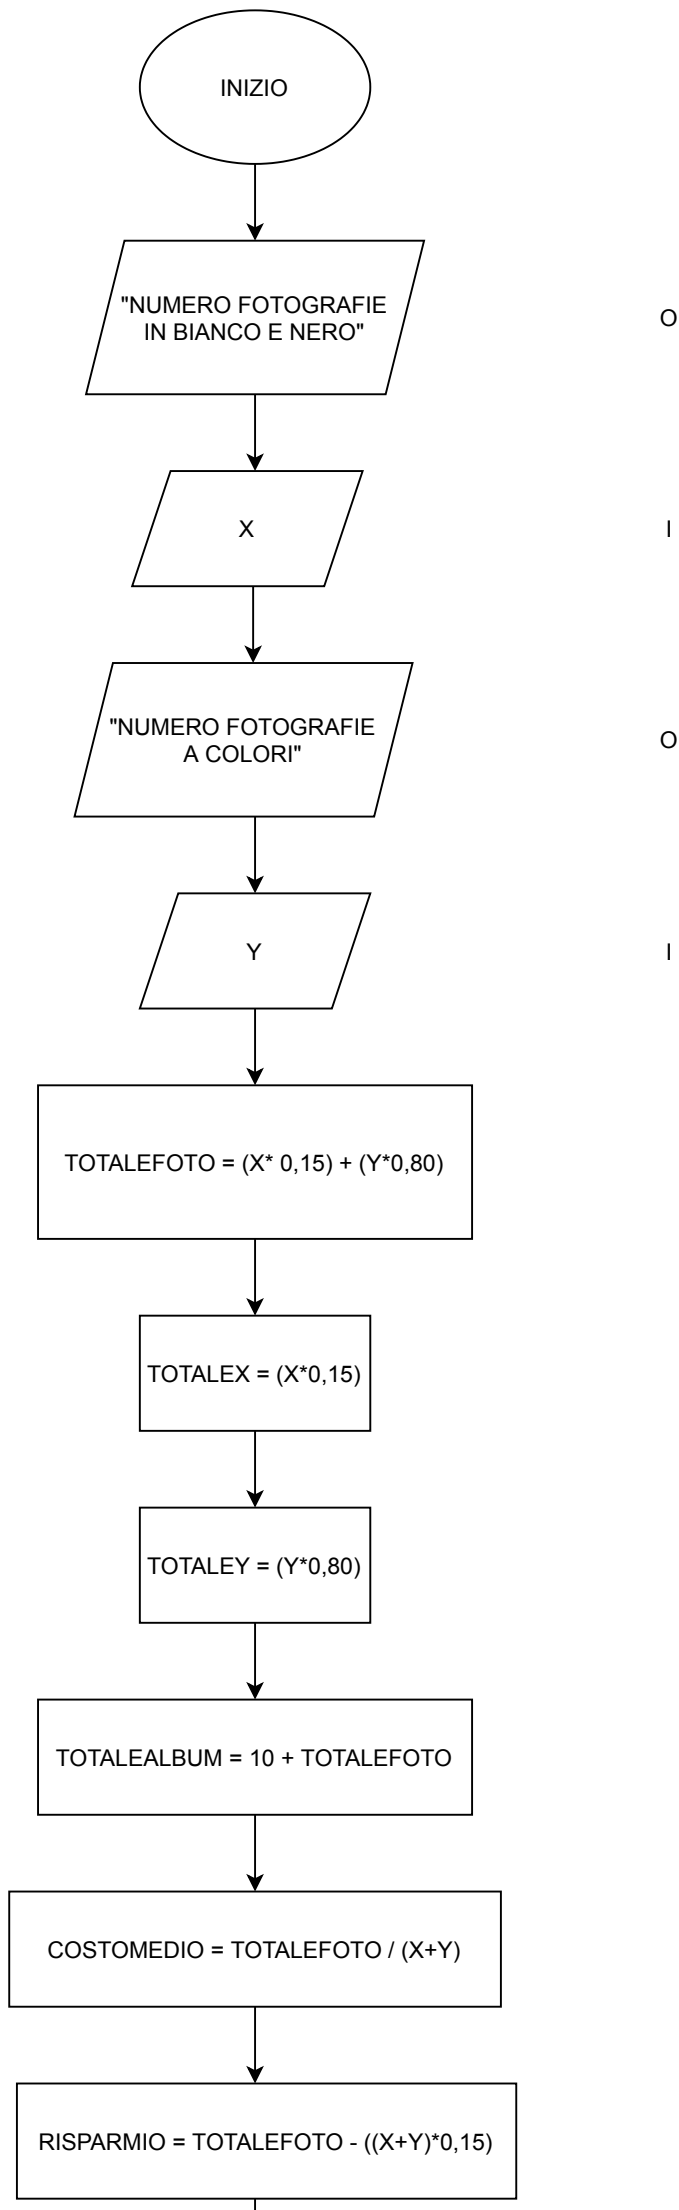 INIZIO
"NUMERO FOTOGRAFIE
IN BIANCO E NERO"
O
X
I
"NUMERO FOTOGRAFIE
A COLORI"
O
Y
I
TOTALEFOTO = (X* 0,15) + (Y*0,80)
TOTALEX = (X*0,15)
TOTALEY = (Y*0,80)
TOTALEALBUM = 10 + TOTALEFOTO
COSTOMEDIO = TOTALEFOTO / (X+Y)
RISPARMIO = TOTALEFOTO - ((X+Y)*0,15)